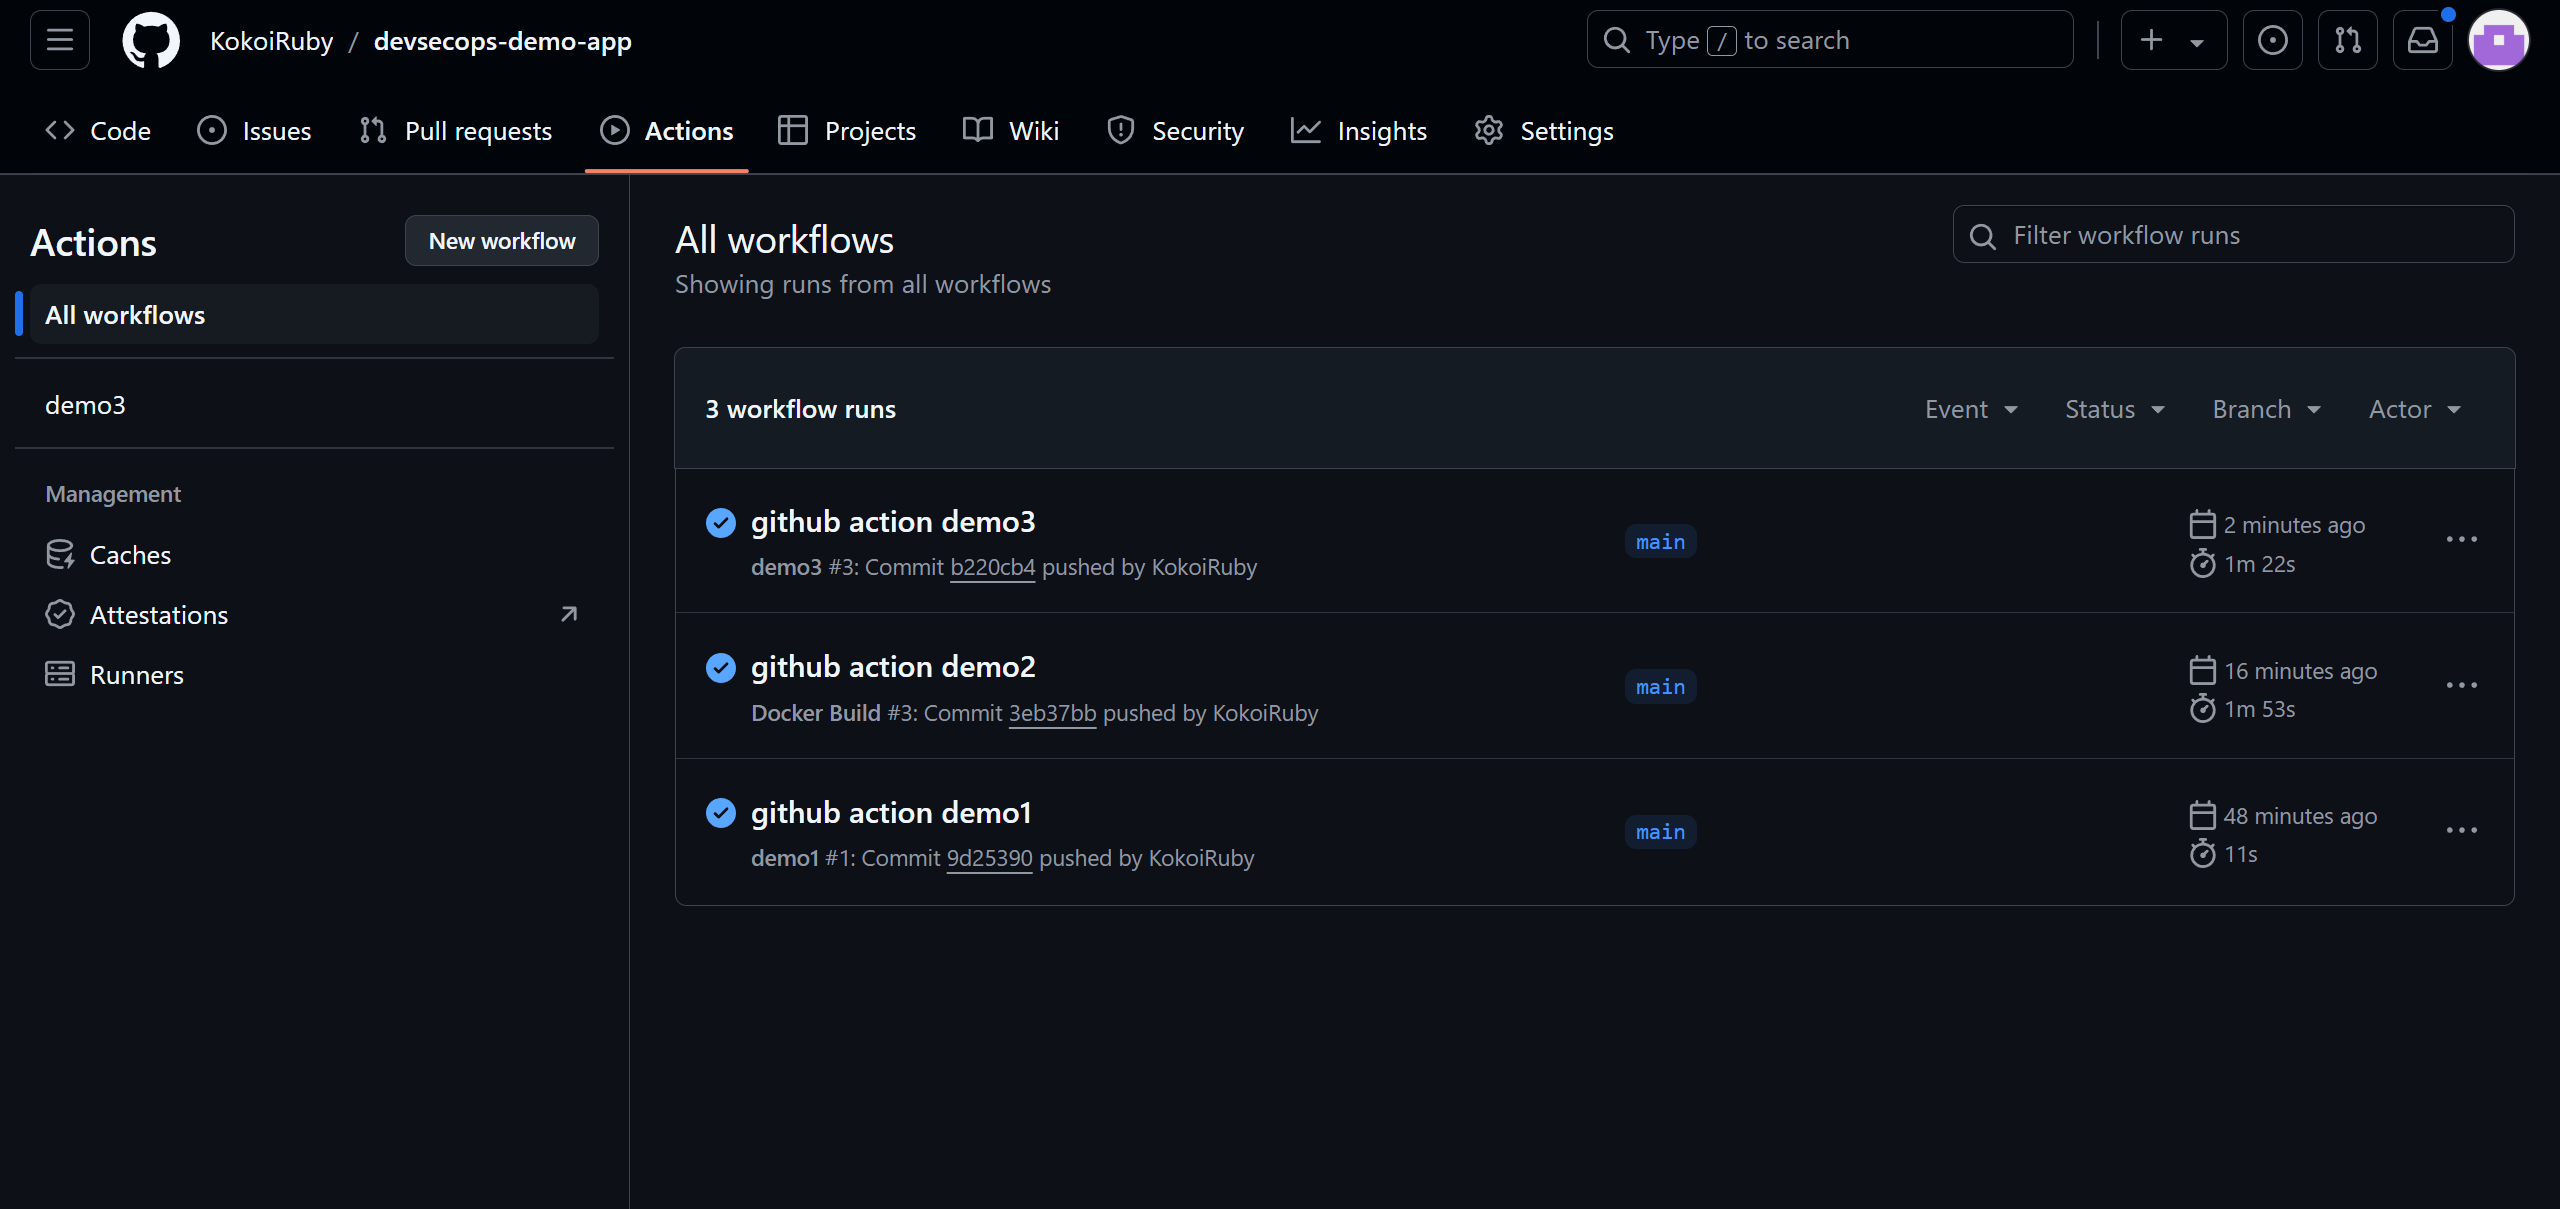 KokoiRuby / devsecops-demo-app
Type / to search
Code
Issues
Pull requests
Actions
Projects
Wiki
Security
Insights
Settings
Actions
New workflow
All workflows
demo3
Management
Caches
Attestations
Runners
All workflows
Showing runs from all workflows
Filter workflow runs
3 workflow runs
Event
Status
Branch
Actor
github action demo3
demo3 #3: Commit b220cb4 pushed by KokoiRuby
main
2 minutes ago
1m 22s
github action demo2
Docker Build #3: Commit 3eb37bb pushed by KokoiRuby
main
16 minutes ago
1m 53s
github action demo1
demo1 #1: Commit 9d25390 pushed by KokoiRuby
main
48 minutes ago
11s